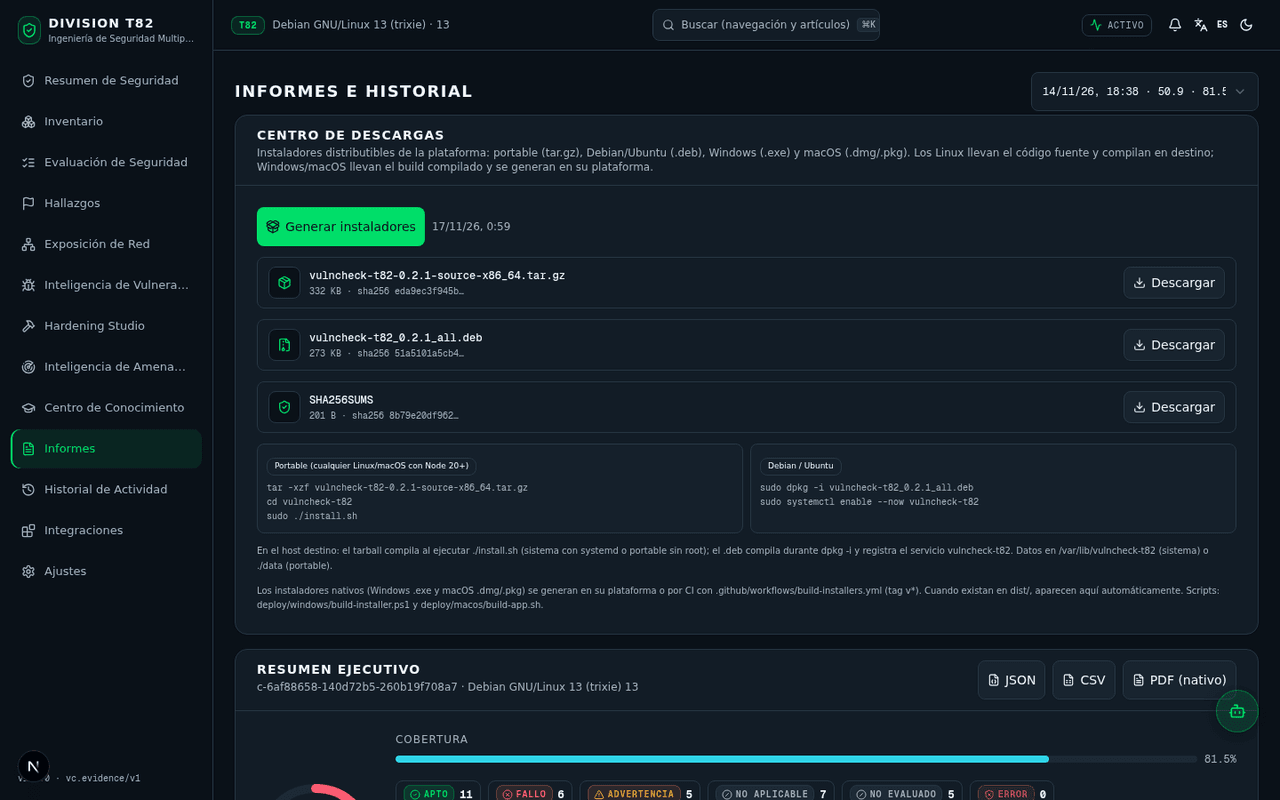 DIVISION T82
Ingeniería de Seguridad Multip…
T82
Debian GNU/Linux 13 (trixie) · 13
Buscar (navegación y artículos)
⌘K
ACTIVO
ES
Resumen de Seguridad
Inventario
Evaluación de Seguridad
Hallazgos
Exposición de Red
Inteligencia de Vulnera…
Hardening Studio
Inteligencia de Amena…
Centro de Conocimiento
Informes
Historial de Actividad
Integraciones
Ajustes
N
· vc.evidence/v1
INFORMES E HISTORIAL
14/11/26, 18:38 · 50.9 · 81.5
CENTRO DE DESCARGAS
Instaladores distributibles de la plataforma: portable (tar.gz), Debian/Ubuntu (.deb), Windows (.exe) y macOS (.dmg/.pkg). Los Linux llevan el código fuente y compilan en destino;
Windows/macOS llevan el build compilado y se generan en su plataforma.
Generar instaladores
17/11/26, 0:59
vulncheck-t82-0.2.1-source-x86_64.tar.gz
332 KB · sha256 eda9ec3f945b…
Descargar
vulncheck-t82_0.2.1_all.deb
273 KB · sha256 51a5101a5cb4…
Descargar
SHA256SUMS
201 B · sha256 8b79e20df962…
Descargar
Portable (cualquier Linux/macOS con Node 20+)
tar -xzf vulncheck-t82-0.2.1-source-x86_64.tar.gz
cd vulncheck-t82
sudo ./install.sh
Debian / Ubuntu
sudo dpkg -i vulncheck-t82_0.2.1_all.deb
sudo systemctl enable --now vulncheck-t82
En el host destino: el tarball compila al ejecutar ./install.sh (sistema con systemd o portable sin root); el .deb compila durante dpkg -i y registra el servicio vulncheck-t82. Datos en /var/lib/vulncheck-t82 (sistema) o
./data (portable).
Los instaladores nativos (Windows .exe y macOS .dmg/.pkg) se generan en su plataforma o por CI con .github/workflows/build-installers.yml (tag v*). Cuando existan en dist/, aparecen aquí automáticamente. Scripts:
deploy/windows/build-installer.ps1 y deploy/macos/build-app.sh.
RESUMEN EJECUTIVO
c-6af88658-140d72b5-260b19f708a7 · Debian GNU/Linux 13 (trixie) 13
JSON
CSV
PDF (nativo)
COBERTURA
81.5%
APTO 11
FALLO 6
ADVERTENCIA 5
NO APLICABLE 7
NO EVALUADO 5
ERROR 0